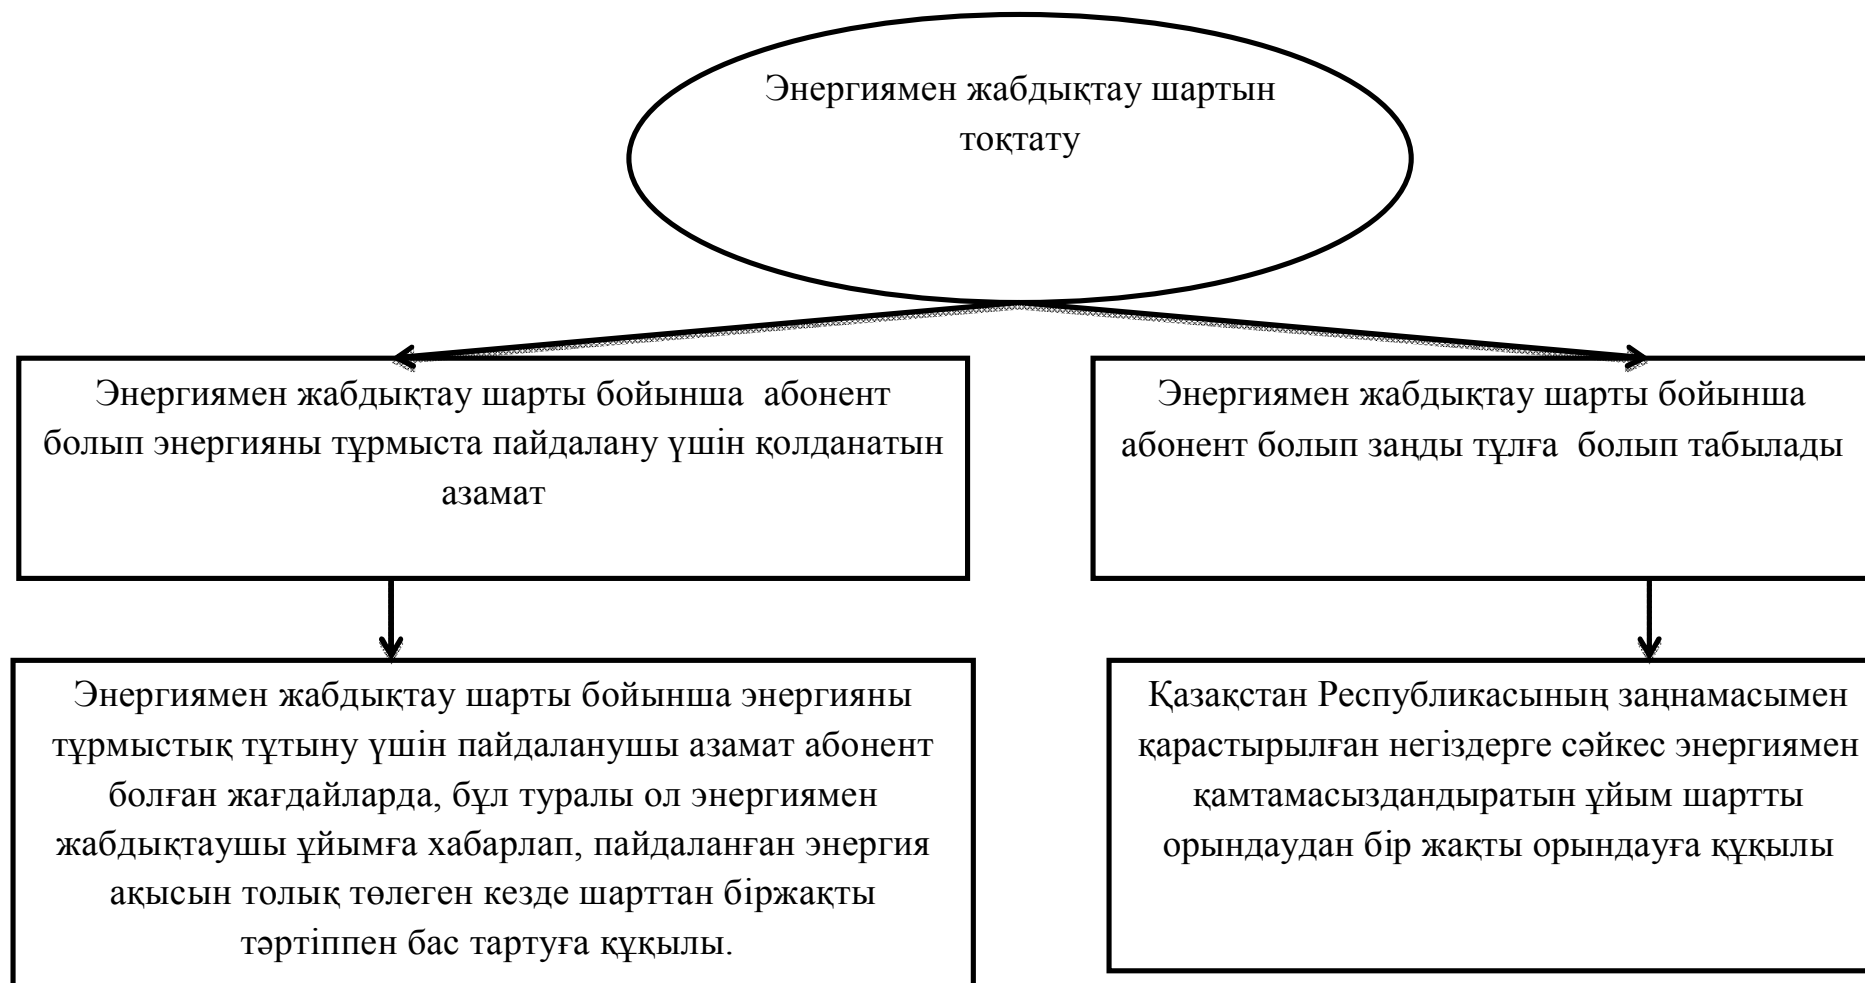 Энергиямен жабдықтау шартын
тоқтату
Энергиямен жабдықтау шарты бойынша абонент
болып энергияны тұрмыста пайдалану үшін қолданатын
азамат
Энергиямен жабдықтау шарты бойынша
абонент болып заңды тұлға болып табылады
Энергиямен жабдықтау шарты бойынша энергияны
тұрмыстық тұтыну үшін пайдаланушы азамат абонент
болған жағдайларда, бұл туралы ол энергиямен
жабдықтаушы ұйымға хабарлап, пайдаланған энергия
ақысын толық төлеген кезде шарттан біржақты
тәртіппен бас тартуға құқылы.
Қазақстан Республикасының заңнамасымен
қарастырылған негіздерге сәйкес энергиямен
қамтамасыздандыратын ұйым шартты
орындаудан бір жақты орындауға құқылы